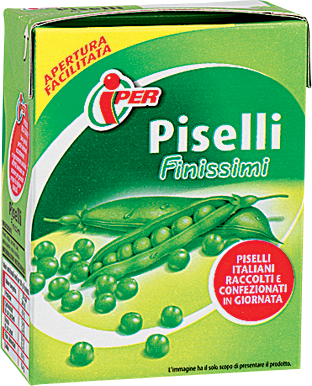 APERTURA
FACILITATA
iPER
Piselli
Finissimi
PISELLI
ITALIANI
RACCOLTI E
CONFEZIONATI
IN GIORNATA
L'immagine ha il solo scopo di presentare il prodotto.
Piselli